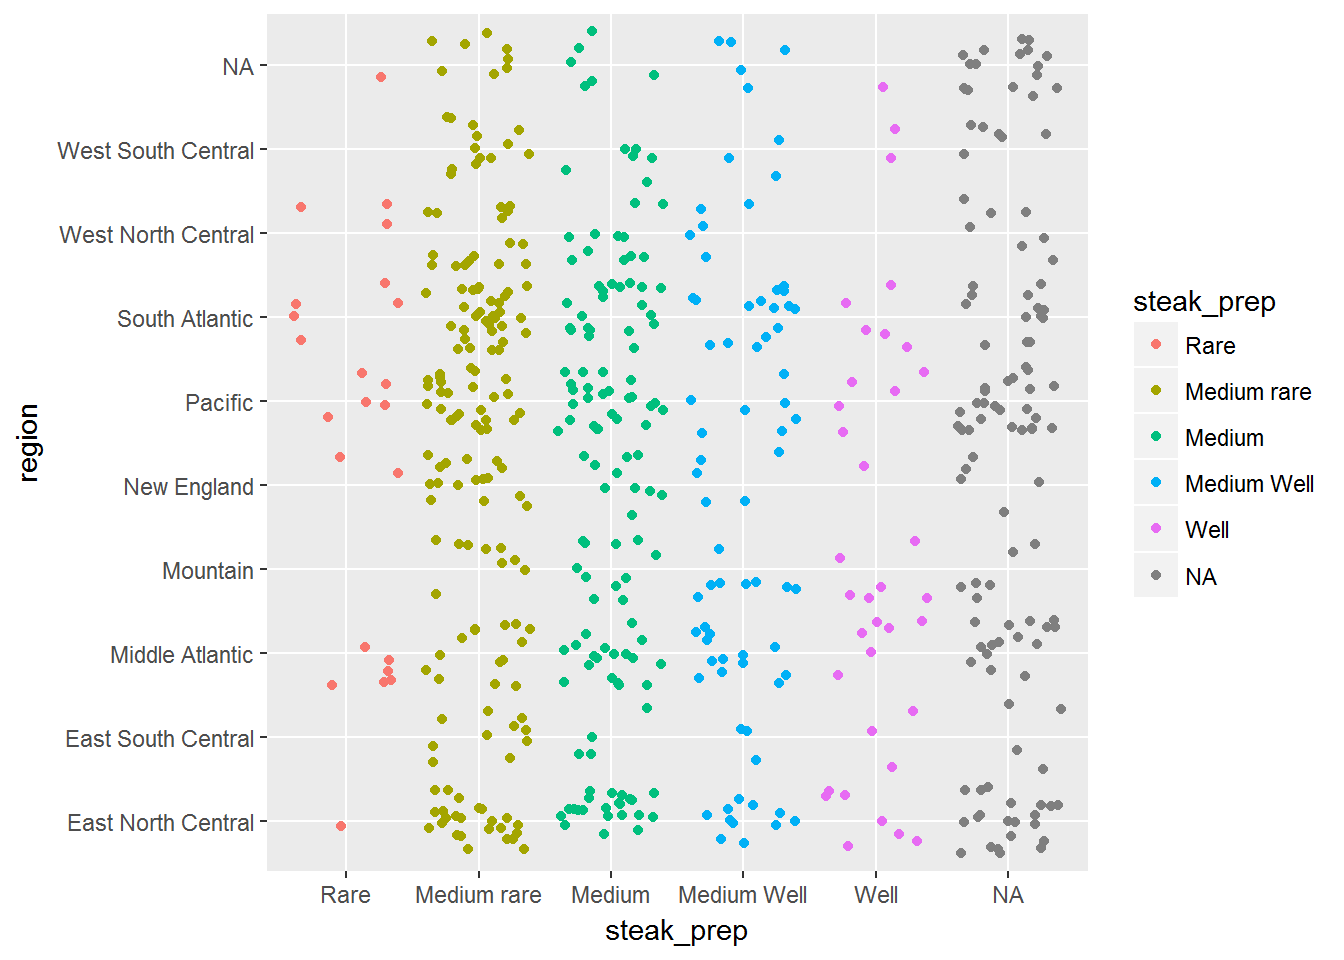 NA
West South Central
West North Central
South Atlantic
Pacific
New England
Mountain
Middle Atlantic
East South Central
East North Central
region
Rare
Medium rare
Medium
Medium Well
Well
NA
steak_prep
steak_prep
Rare
Medium rare
Medium
Medium Well
Well
NA